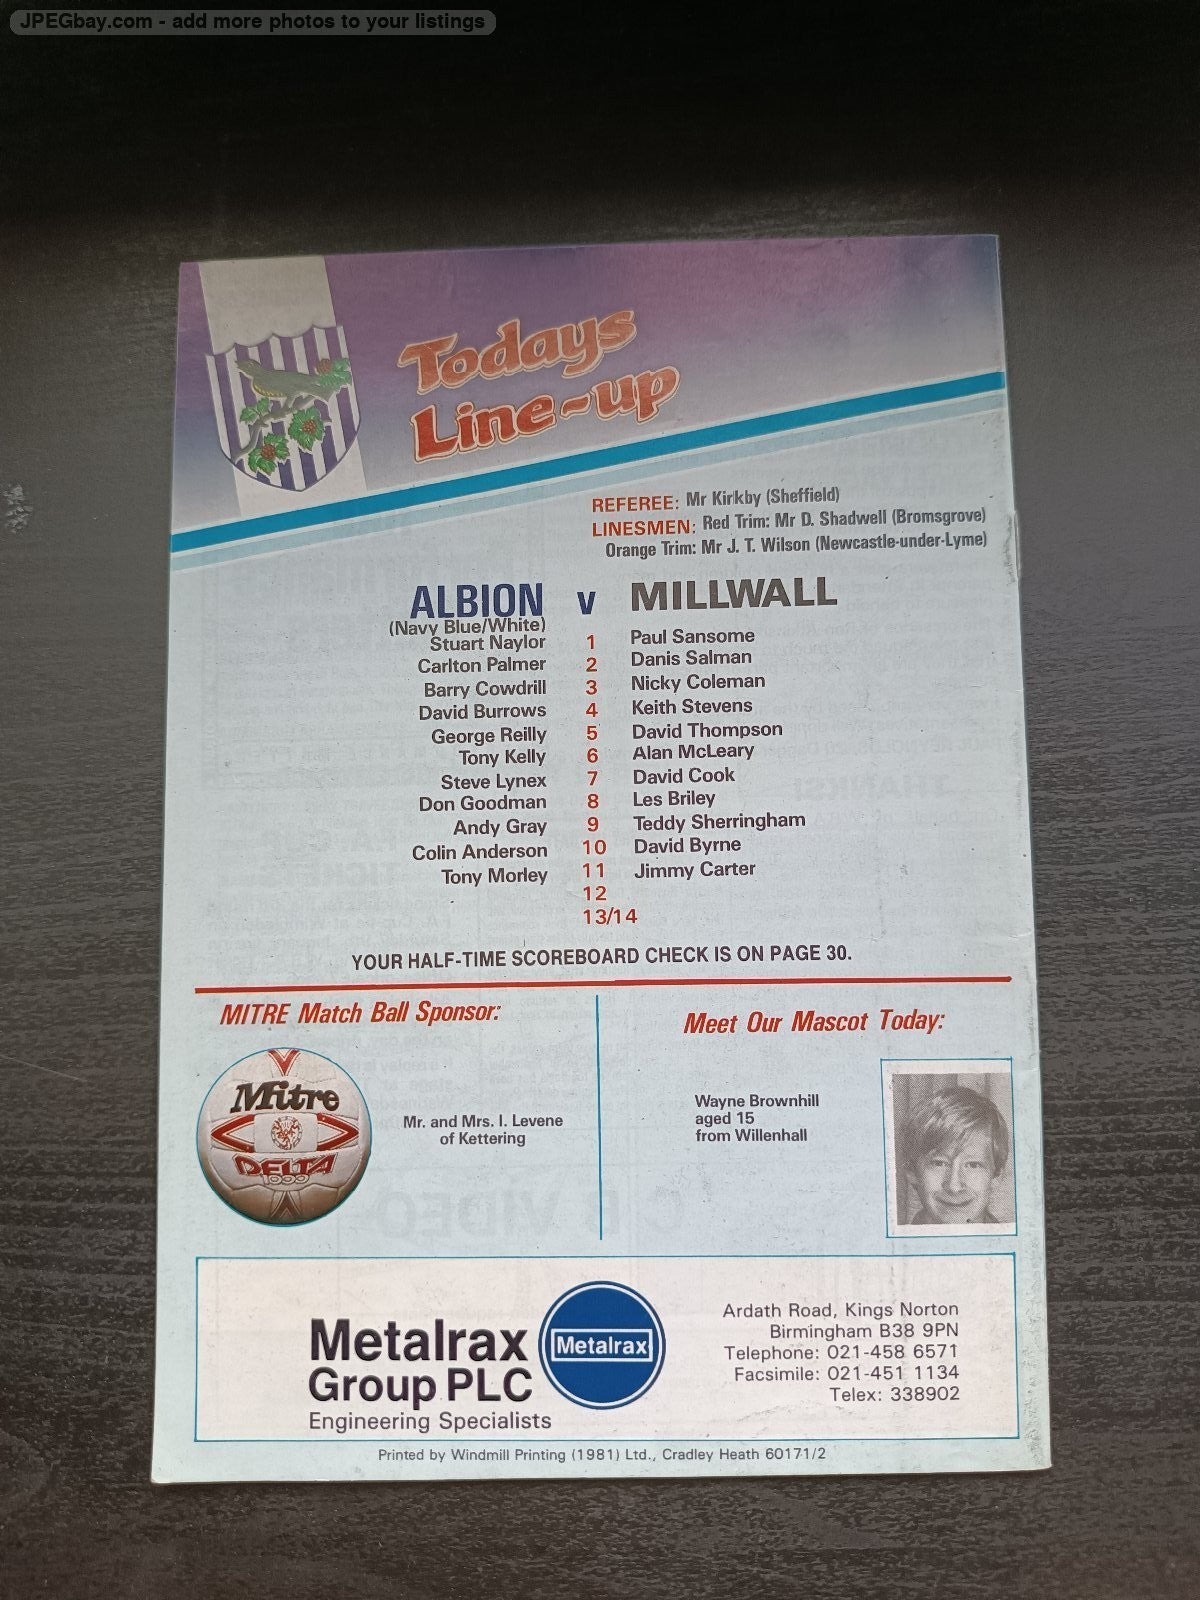 JPEGbay.com - add more photos to your listings
Todays
Line-up
REFEREE: Mr Kirkby (Sheffield)
LINESMEN: Red Trim: Mr D. Shadwell (Bromsgrove)
Orange Trim: Mr J. T. Wilson (Newcastle-under-Lyme)
ALBION v MILLWALL
(Navy Blue/White)
Stuart Naylor 1 Paul Sansome
Carlton Palmer 2 Danis Salman
Barry Cowdrill 3 Nicky Coleman
David Burrows 4 Keith Stevens
George Reilly 5 David Thompson
Tony Kelly 6 Alan McLeary
Steve Lynex 7 David Cook
Don Goodman 8 Les Briley
Andy Gray 9 Teddy Sherringham
Colin Anderson 10 David Byrne
Tony Morley 11 Jimmy Carter
12
13/14
YOUR HALF-TIME SCOREBOARD CHECK IS ON PAGE 30.
MITRE Match Ball Sponsor:
Mitre
DELTA
1000
Mr. and Mrs. I. Levene
of Kettering
Meet Our Mascot Today:
Wayne Brownhill
aged 15
from Willenhall
Metalrax
Group PLC
Engineering Specialists
Metalrax
Ardath Road, Kings Norton
Birmingham B38 9PN
Telephone: 021-458 6571
Facsimile: 021-451 1134
Telex: 338902
Printed by Windmill Printing (1981) Ltd., Cradley Heath 60171/2